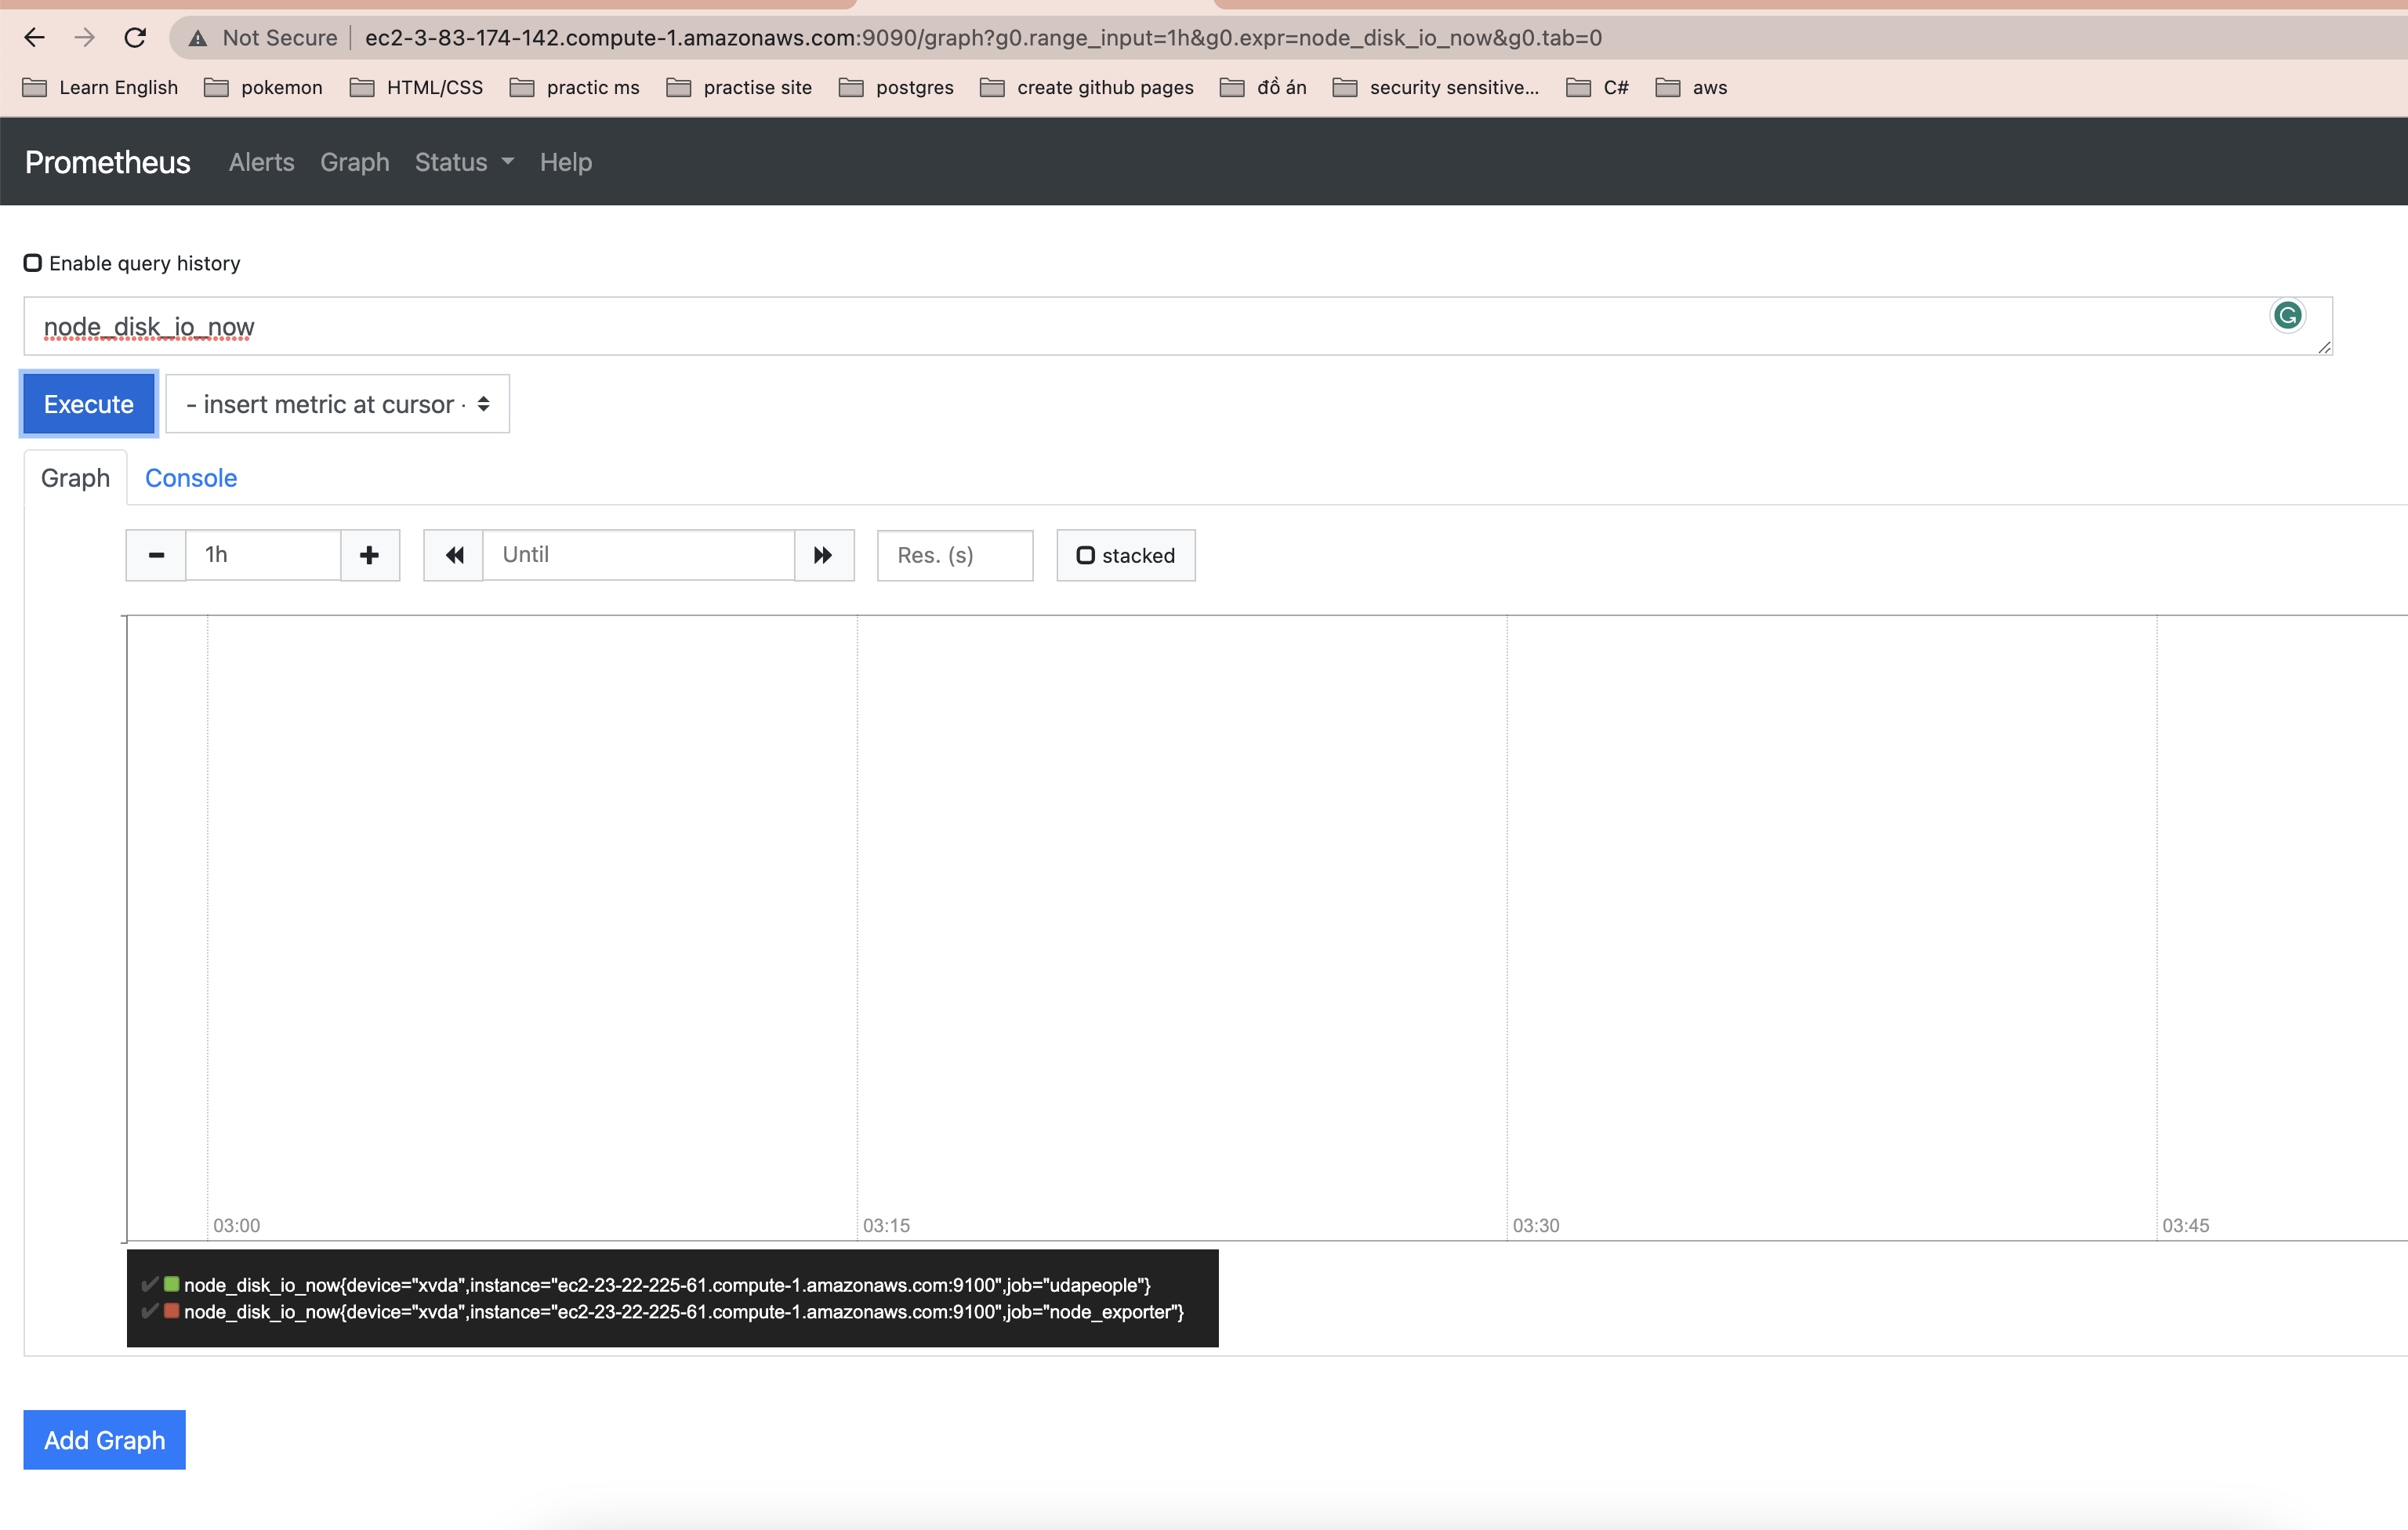 Not Secure ec2-3-83-174-142.compute-1.amazonaws.com:9090/graph?g0.range_input=1h&g0.expr=node_disk_io_now&g0.tab=0
Learn English pokemon HTML/CSS practic ms practise site postgres create github pages đồ án security sensitive... C# aws
Prometheus Alerts Graph Status Help
Enable query history
node_disk_io_now
Execute - insert metric at cursor -
Graph Console
1h Until Res. (s) stacked
03:00 03:15 03:30 03:45
node_disk_io_now{device="xvda",instance="ec2-23-22-225-61.compute-1.amazonaws.com:9100",job="udapeople"}
node_disk_io_now{device="xvda",instance="ec2-23-22-225-61.compute-1.amazonaws.com:9100",job="node_exporter"}
Add Graph